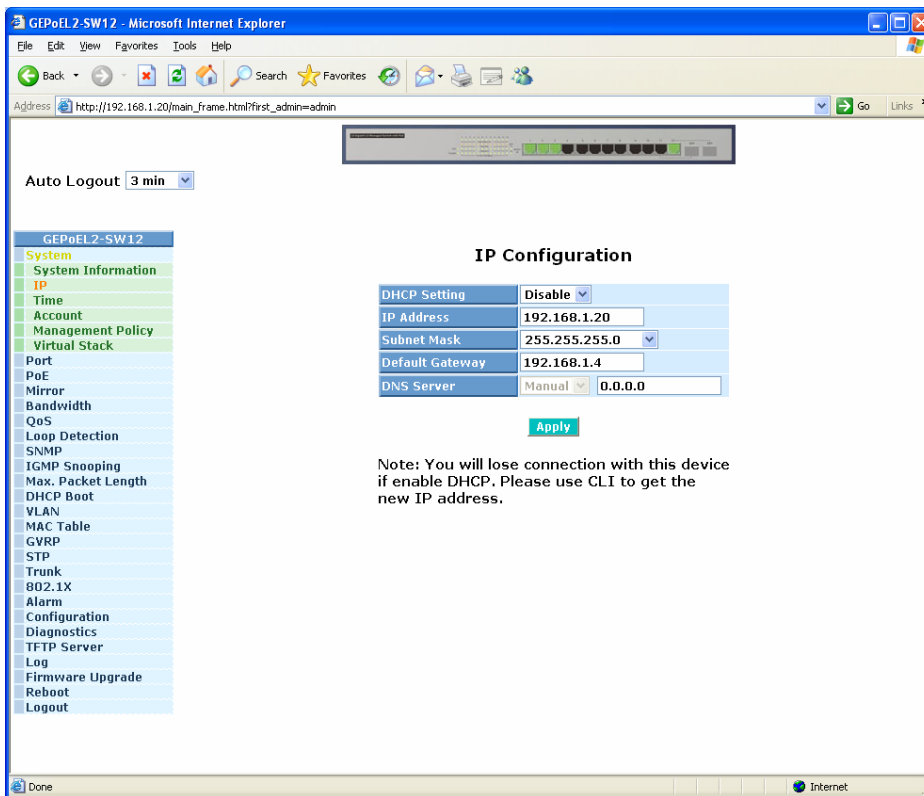 GEPoEL2-SW12 - Microsoft Internet Explorer
File Edit View Favorites Tools Help
Back Search Favorites
Address http://192.168.1.20/main_frame.html?first_admin=admin Go Links
Auto Logout 3 min
GEPoEL2-SW12
System
System Information
IP
Time
Account
Management Policy
Virtual Stack
Port
PoE
Mirror
Bandwidth
QoS
Loop Detection
SNMP
IGMP Snooping
Max. Packet Length
DHCP Boot
VLAN
MAC Table
GVRP
STP
Trunk
802.1X
Alarm
Configuration
Diagnostics
TFTP Server
Log
Firmware Upgrade
Reboot
Logout
IP Configuration
DHCP Setting Disable
IP Address 192.168.1.20
Subnet Mask 255.255.255.0
Default Gateway 192.168.1.4
DNS Server Manual 0.0.0.0
Apply
Note: You will lose connection with this device
if enable DHCP. Please use CLI to get the
new IP address.
Done Internet